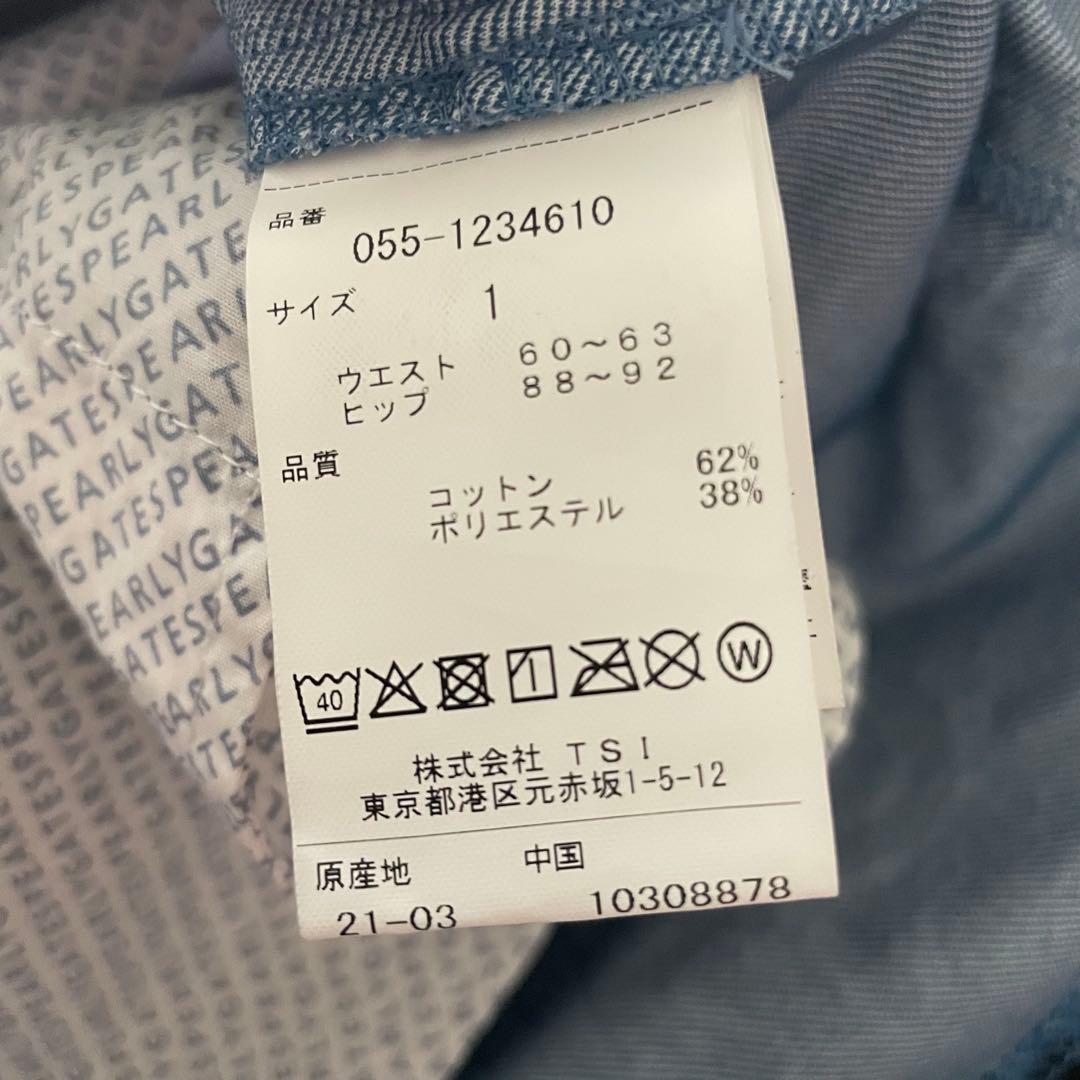 品番
055-1234610
サイズ 1
ウエスト 60～63
ヒップ 88～92
品質
コットン 62%
ポリエステル 38%
40 W
株式会社 TSI
東京都港区元赤坂1-5-12
原産地 中国
21-03 10308878
PEARLYGATES